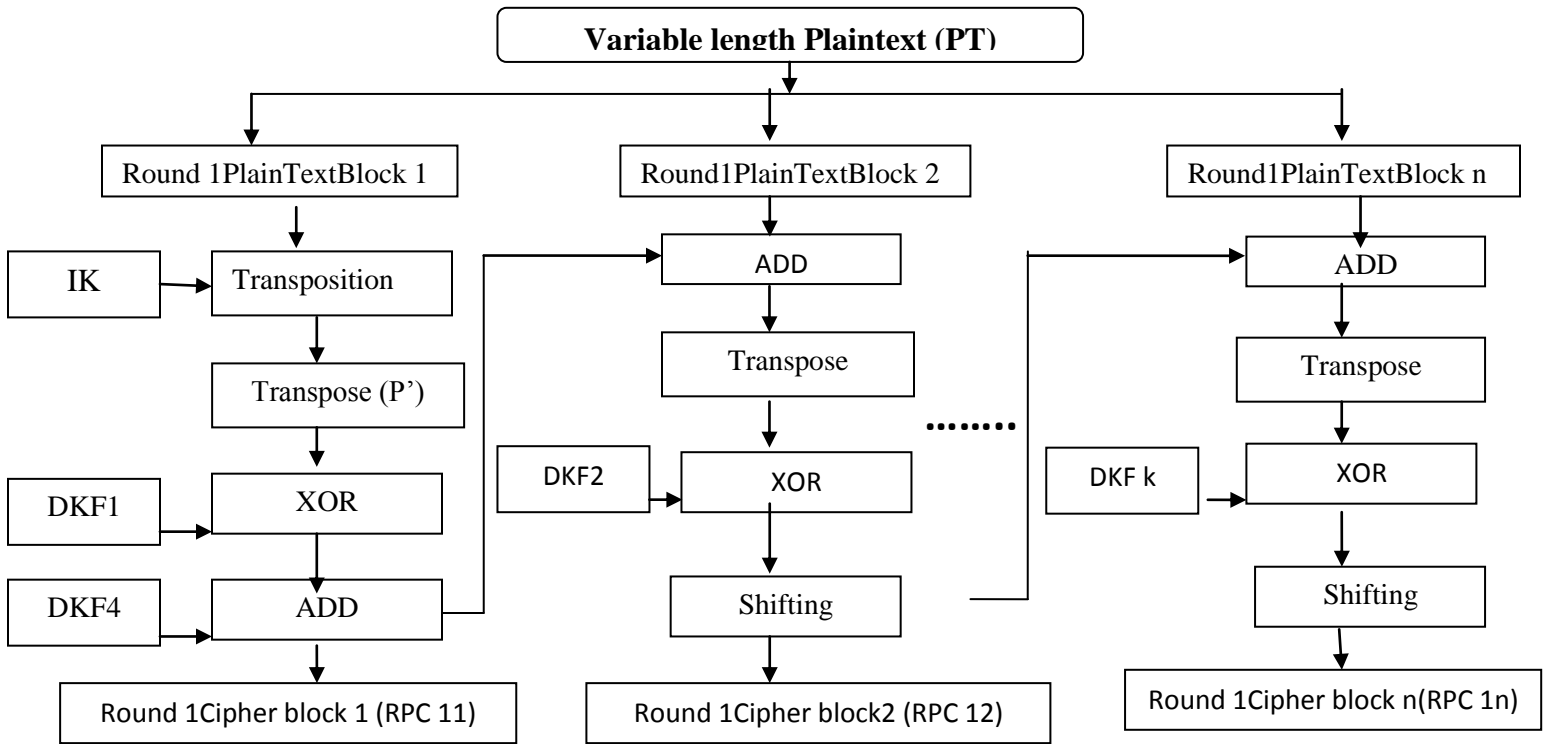 Variable length Plaintext (PT)
Round 1PlainTextBlock 1
Round1PlainTextBlock 2
Round1PlainTextBlock n
IK
Transposition
ADD
ADD
Transpose (P’)
Transpose
Transpose
........
DKF1
XOR
DKF2
XOR
DKF k
XOR
DKF4
ADD
Shifting
Shifting
Round 1Cipher block 1 (RPC 11)
Round 1Cipher block2 (RPC 12)
Round 1Cipher block n(RPC 1n)